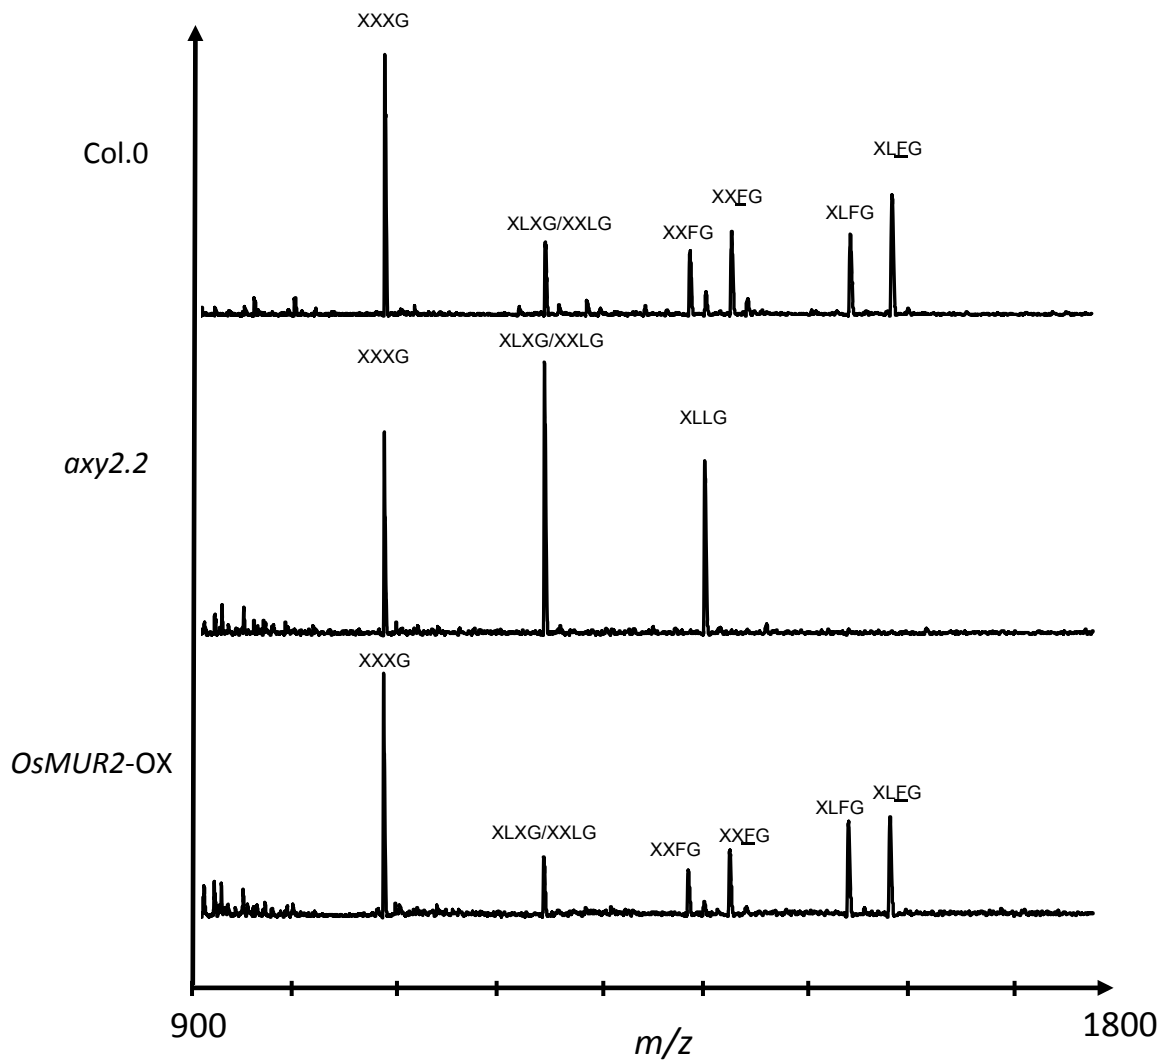 XXXG
Col.0
XLXG/XXLG
XXFG
XXFG
XLFG
XLFG
XXXG
XLXG/XXLG
XLLG
axy2.2
XXXG
OsMUR2-OX
XLXG/XXLG
XXFG
XXFG
XLFG
XLFG
900
m/z
1800